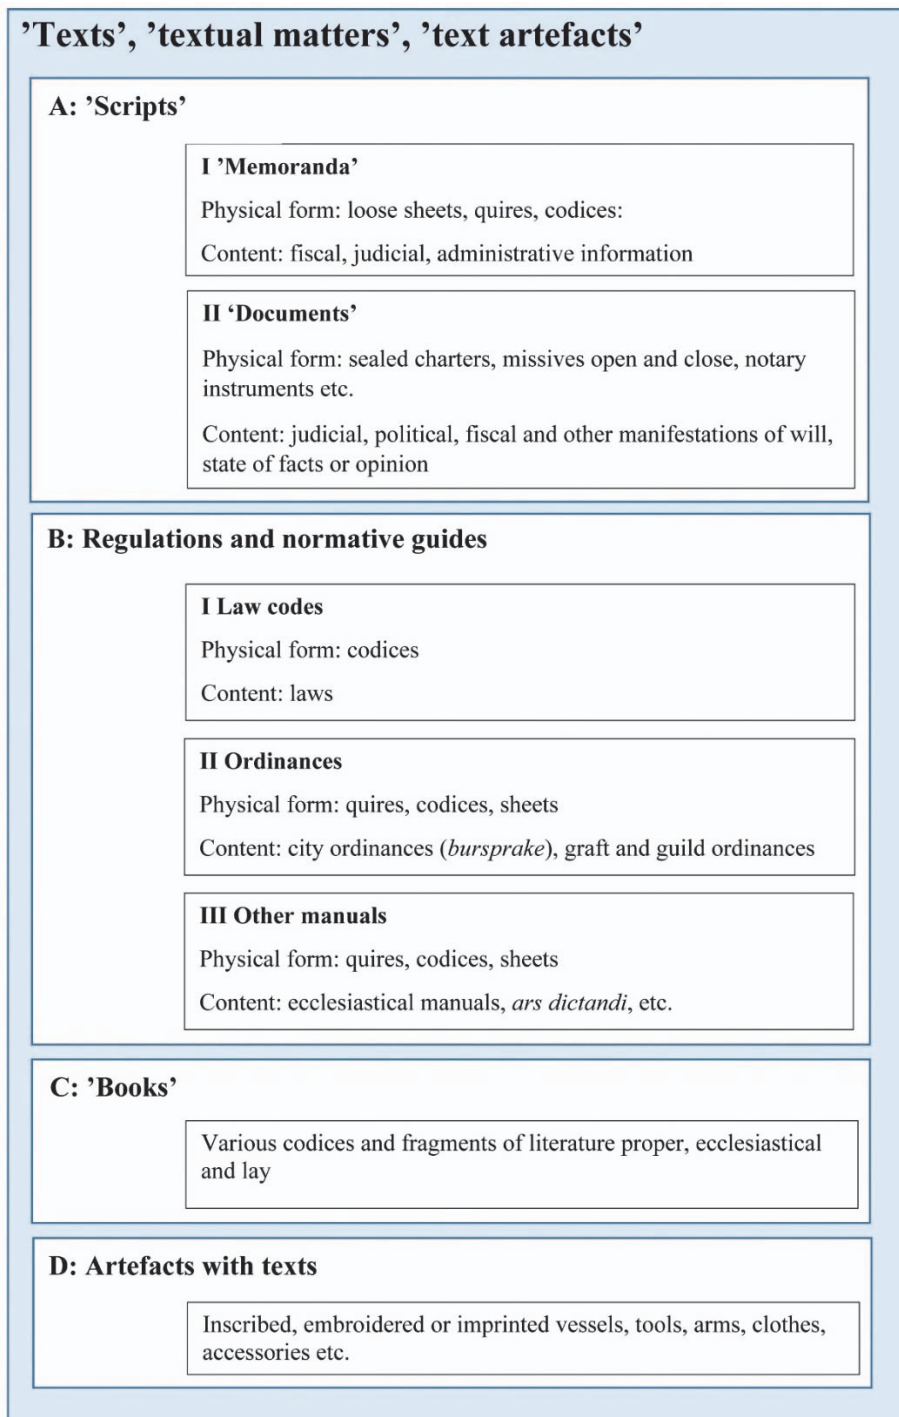 ’Texts’, ’textual matters’, ’text artefacts’
A: ’Scripts’
I ’Memoranda’
Physical form: loose sheets, quires, codices:
Content: fiscal, judicial, administrative information
II ‘Documents’
Physical form: sealed charters, missives open and close, notary
instruments etc.
Content: judicial, political, fiscal and other manifestations of will,
state of facts or opinion
B: Regulations and normative guides
I Law codes
Physical form: codices
Content: laws
II Ordinances
Physical form: quires, codices, sheets
Content: city ordinances (bursprake), graft and guild ordinances
III Other manuals
Physical form: quires, codices, sheets
Content: ecclesiastical manuals, ars dictandi, etc.
C: ’Books’
Various codices and fragments of literature proper, ecclesiastical
and lay
D: Artefacts with texts
Inscribed, embroidered or imprinted vessels, tools, arms, clothes,
accessories etc.